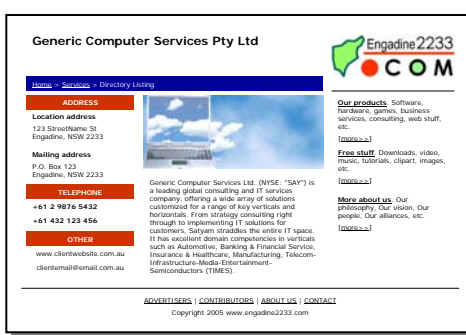 Generic Computer Services Pty Ltd
Engadine2233
COM
Home > Services > Directory Listing
ADDRESS
Location address
123 StreetName St
Engadine, NSW 2233
Mailing address
P.O. Box 123
Engadine, NSW 2233
TELEPHONE
+61 2 9876 5432
+61 432 123 456
OTHER
www.clientwebsite.com.au
clientemail@email.com.au
Generic Computer Services Ltd. (NYSE: "SAY") is
a leading global consulting and IT services
company, offering a wide array of solutions
customized for a range of key verticals and
horizontals. From strategy consulting right
through to implementing IT solutions for
customers, Satyam straddles the entire IT space.
It has excellent domain competencies in verticals
such as Automotive, Banking & Financial Service,
Insurance & Healthcare, Manufacturing, Telecom-
Infrastructure-Media-Entertainment-
Semiconductors (TIMES).
Our products. Software,
hardware, games, business
services, consulting, web stuff,
etc.
[more>>]
Free stuff. Downloads, video,
music, tutorials, clipart, images,
etc.
[more>>]
More about us. Our
philosophy, Our vision, Our
people, Our alliances, etc.
[more>>]
ADVERTISERS | CONTRIBUTORS | ABOUT US | CONTACT
Copyright 2005 www.engadine2233.com